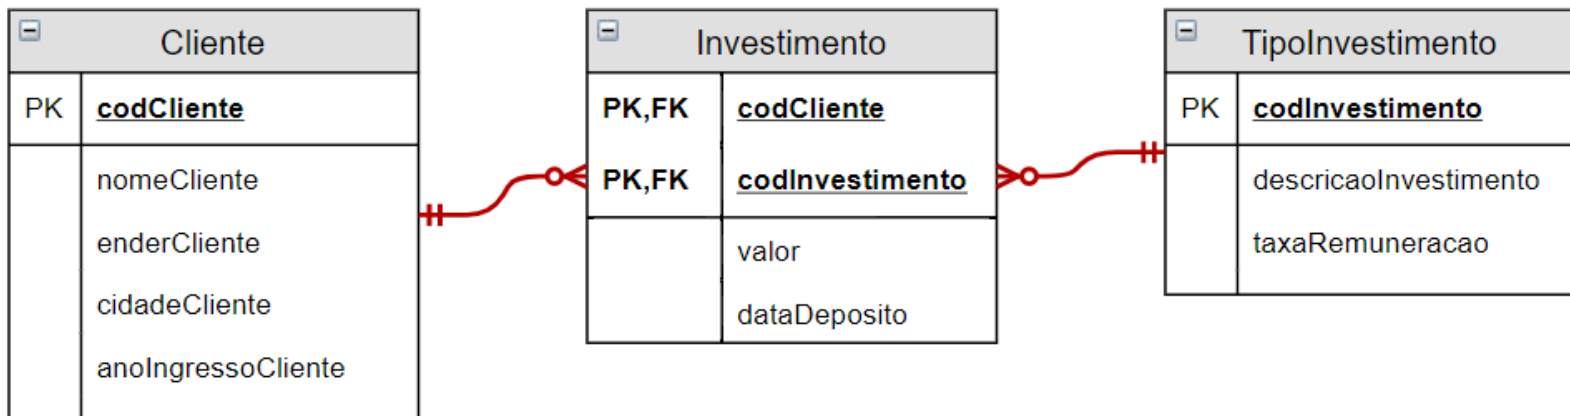 Cliente
PK codCliente
nomeCliente
enderCliente
cidadeCliente
anoIngressoCliente
Investimento
PK,FK codCliente
PK,FK codInvestimento
valor
dataDeposito
TipoInvestimento
PK codInvestimento
descricaoInvestimento
taxaRemuneracao